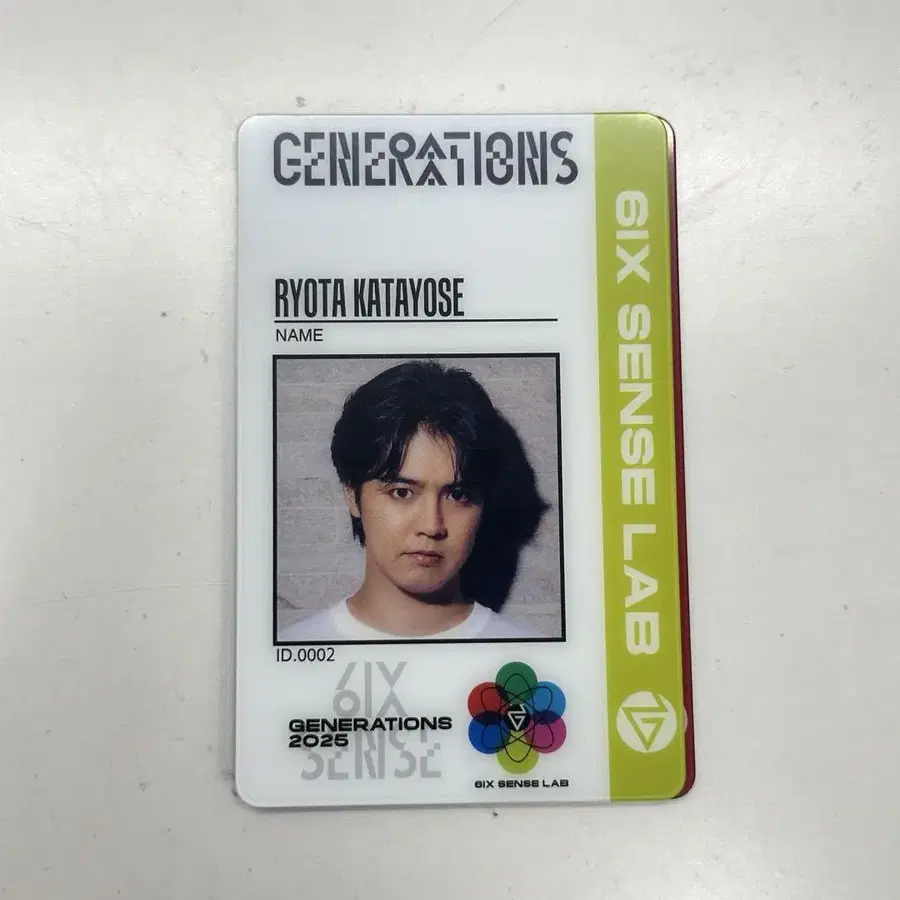 GENERATIONS
RYOTA KATAYOSE
NAME
ID.0002
6IX
SENSE
GENERATIONS
2025
6IX SENSE LAB
6IX SENSE LAB